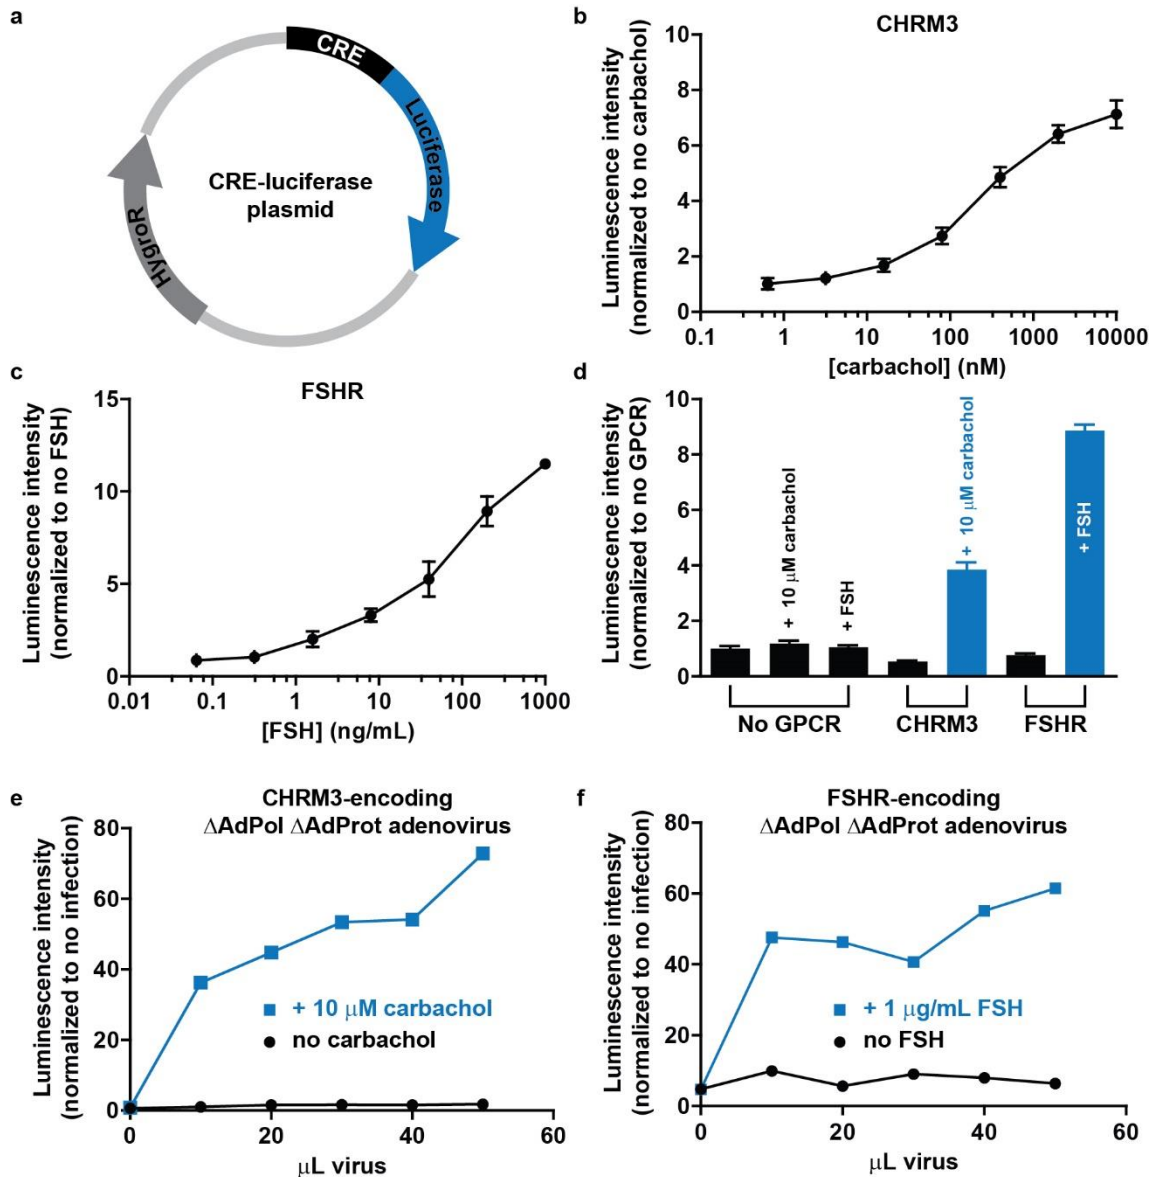 a
CRE
Luciferase
HygroR
CRE-luciferase
plasmid
b
CHRM3
Luminescence intensity
(normalized to no carbachol)
10
8
6
4
2
0
0.1
1
10
100
1000
10000
[carbachol] (nM)
c
FSHR
Luminescence intensity
(normalized to no FSH)
15
10
5
0
0.01
0.1
1
10
100
1000
[FSH] (ng/mL)
d
Luminescence intensity
(normalized to no GPCR)
10
8
6
4
2
0
+ 10 μM carbachol
+ FSH
+ 10 μM carbachol
+ FSH
No GPCR
CHRM3
FSHR
e
CHRM3-encoding
ΔAdPol ΔAdProt adenovirus
Luminescence intensity
(normalized to no infection)
80
60
40
20
0
+ 10 μM carbachol
no carbachol
0
20
40
60
μL virus
f
FSHR-encoding
ΔAdPol ΔAdProt adenovirus
Luminescence intensity
(normalized to no infection)
80
60
40
20
0
+ 1 μg/mL FSH
no FSH
0
20
40
60
μL virus